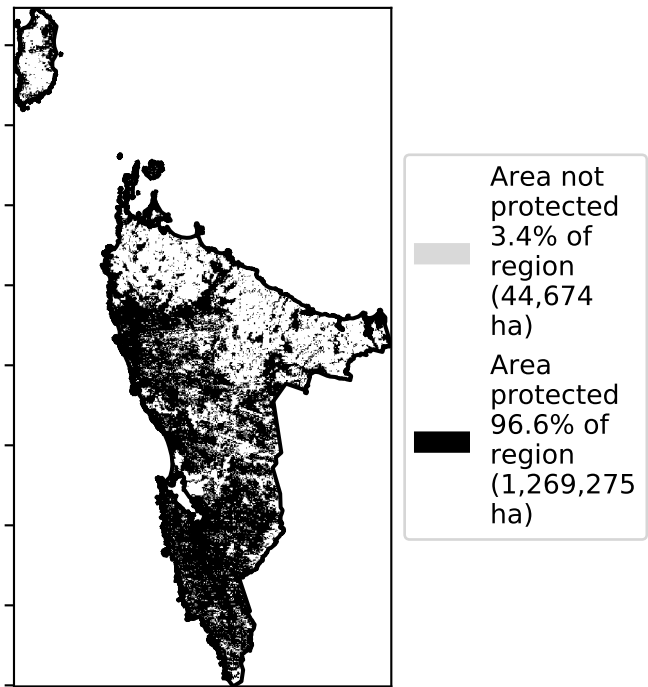 Area not
protected
3.4% of
region
(44,674
ha)
Area
protected
96.6% of
region
(1,269,275
ha)